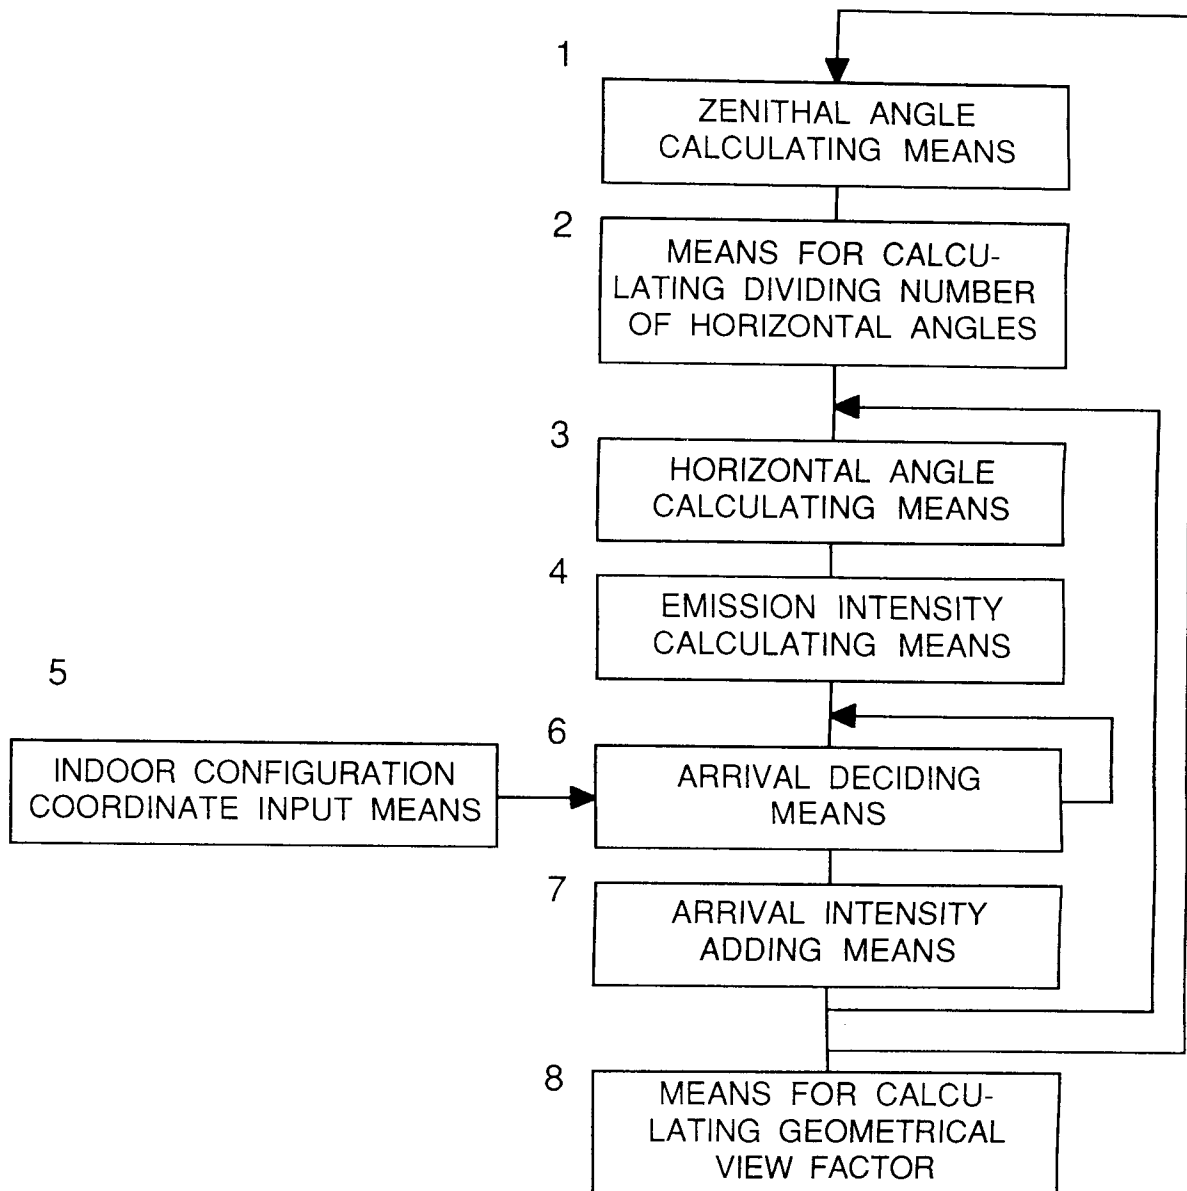 1
ZENITHAL ANGLE
CALCULATING MEANS
2
MEANS FOR CALCU-
LATING DIVIDING NUMBER
OF HORIZONTAL ANGLES
3
HORIZONTAL ANGLE
CALCULATING MEANS
4
EMISSION INTENSITY
CALCULATING MEANS
5
INDOOR CONFIGURATION
COORDINATE INPUT MEANS
6
ARRIVAL DECIDING
MEANS
7
ARRIVAL INTENSITY
ADDING MEANS
8
MEANS FOR CALCU-
LATING GEOMETRICAL
VIEW FACTOR